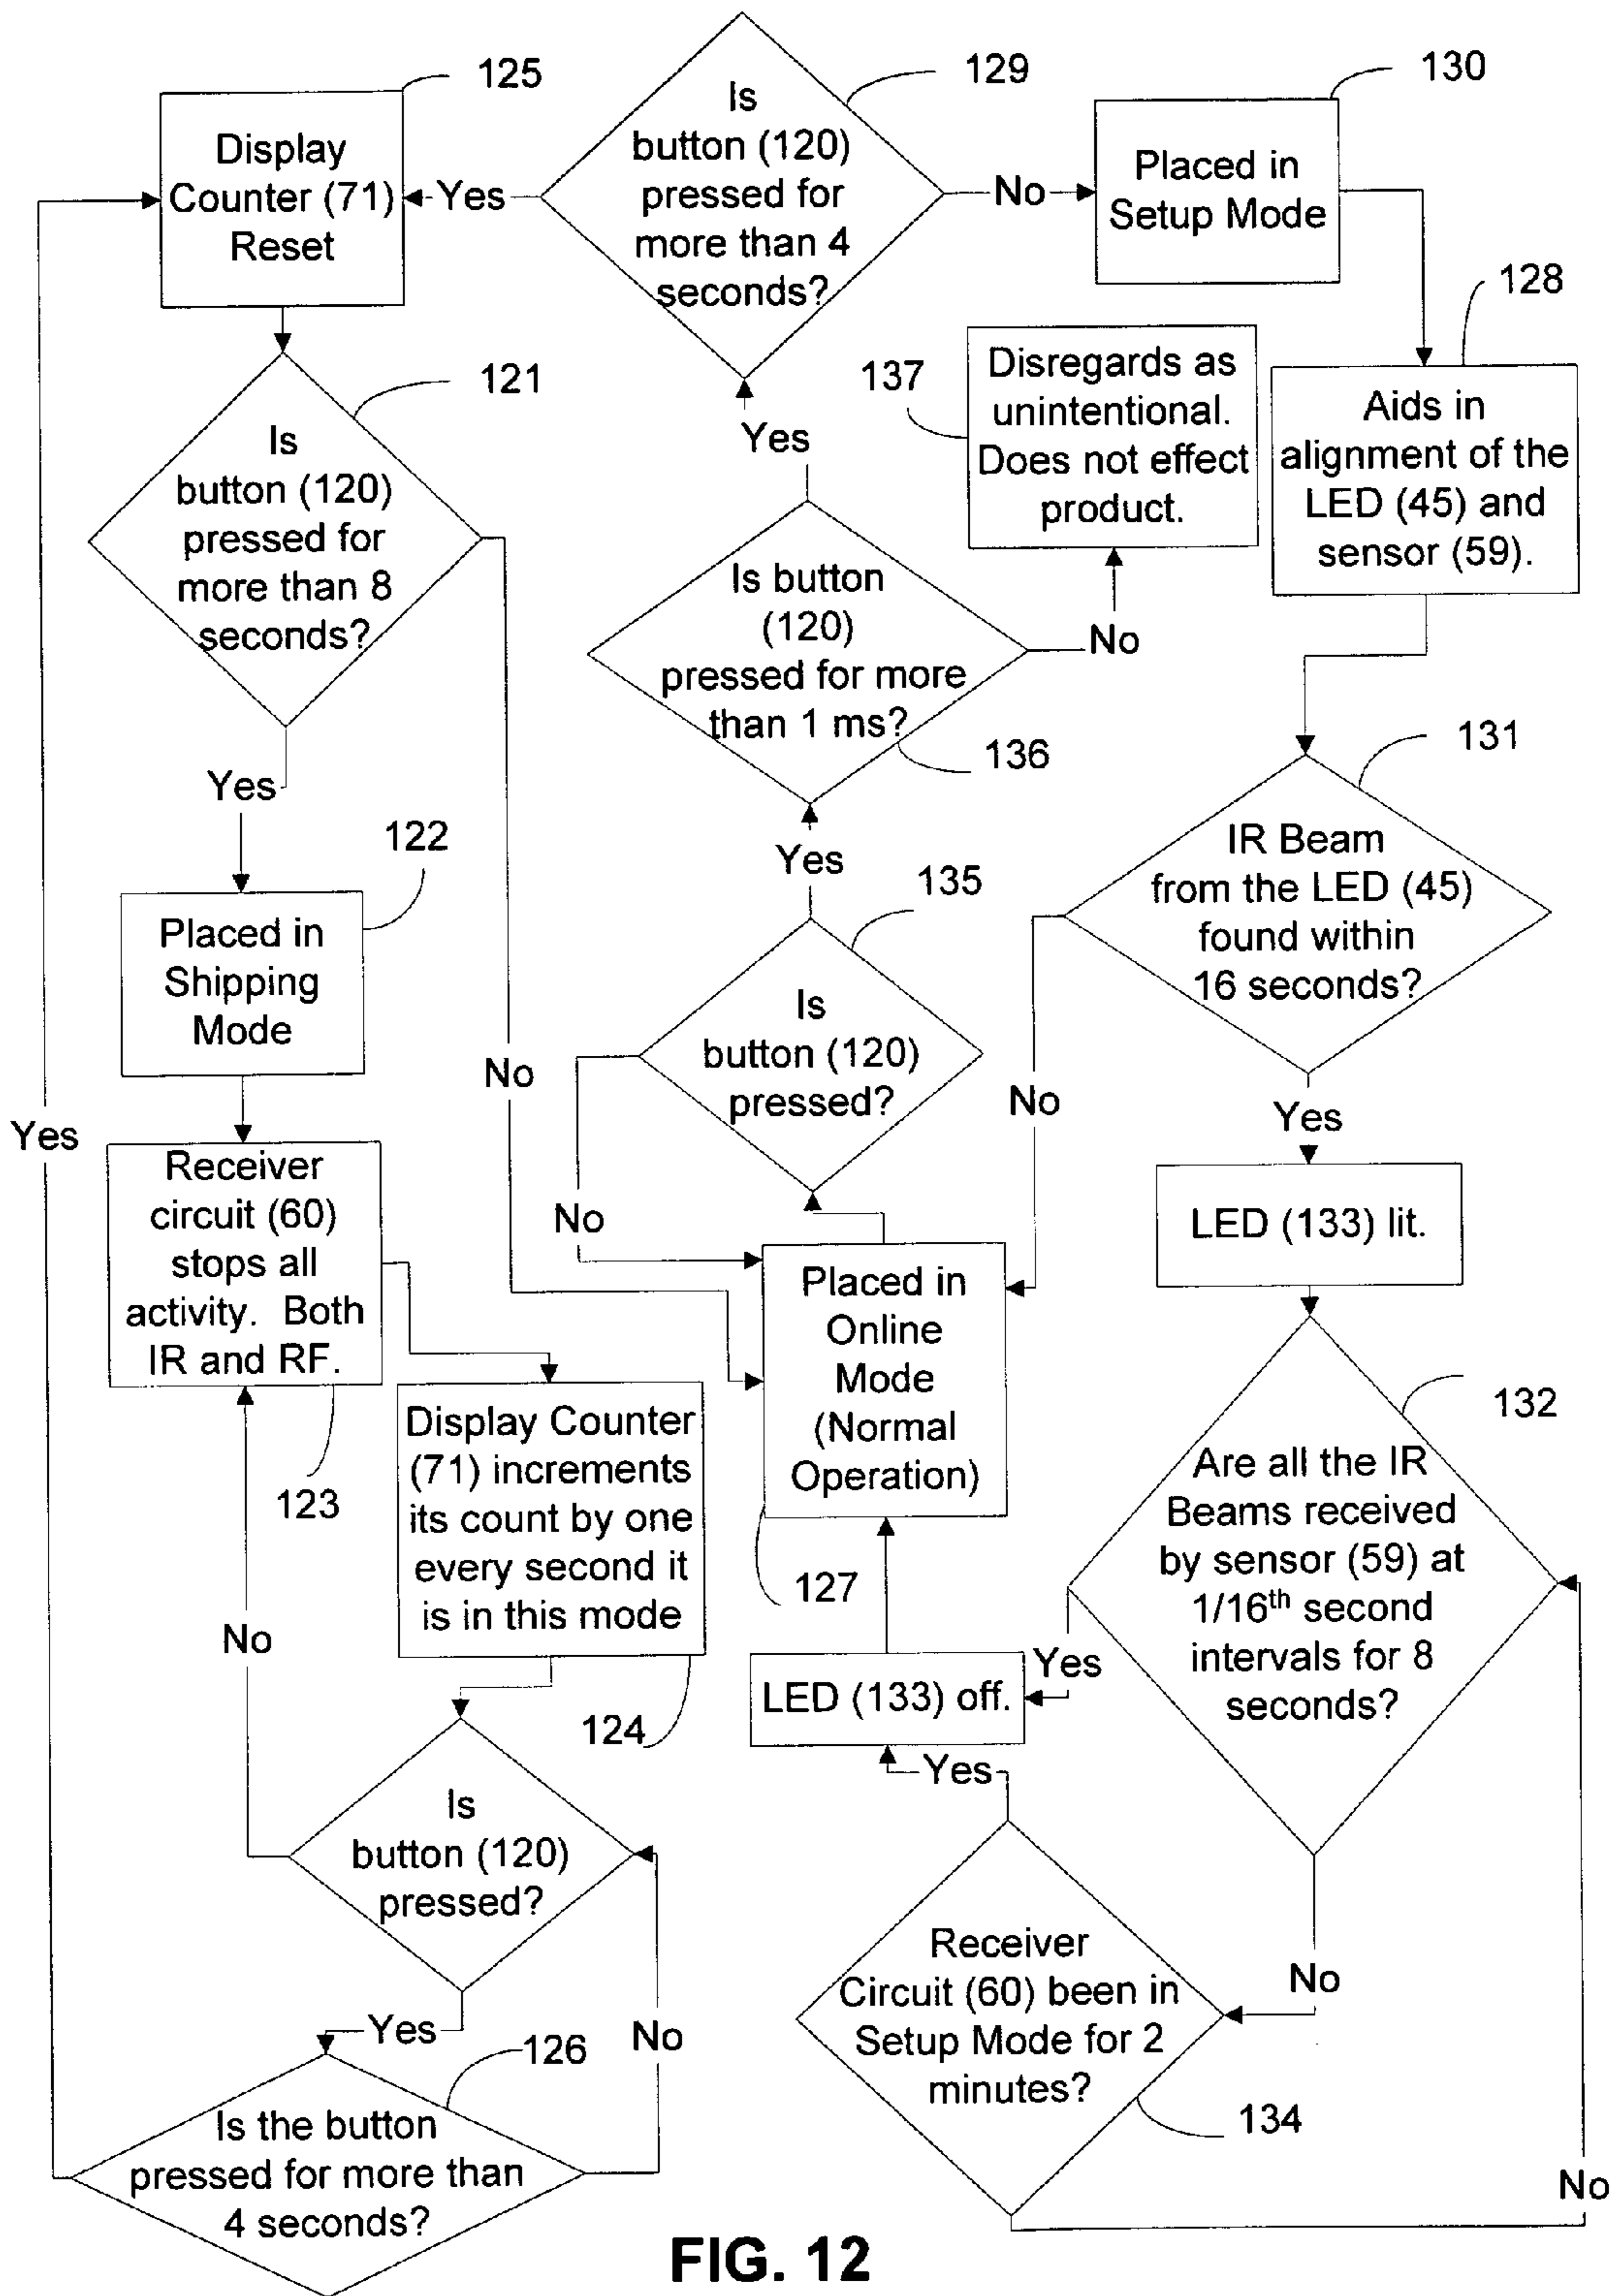 125
Display
Counter (71)
Reset
Yes
Is
button (120)
pressed for
more than 4
seconds?
129
No
Placed in
Setup Mode
130
121
Is
button (120)
pressed for
more than 8
seconds?
Yes
137
Disregards as
unintentional.
Does not effect
product.
128
Aids in
alignment of the
LED (45) and
sensor (59).
Is button
(120)
pressed for more
than 1 ms?
No
136
131
IR Beam
from the LED (45)
found within
16 seconds?
Yes
122
Placed in
Shipping
Mode
Yes
135
Is
button (120)
pressed?
No
No
No
Yes
Yes
LED (133) lit.
Receiver
circuit (60)
stops all
activity. Both
IR and RF.
123
Placed in
Online
Mode
(Normal
Operation)
127
Display Counter
(71) increments
its count by one
every second it
is in this mode
124
132
Are all the IR
Beams received
by sensor (59) at
1/16th second
intervals for 8
seconds?
Yes
LED (133) off.
Yes
No
Is
button (120)
pressed?
Yes
No
126
Is the button
pressed for more than
4 seconds?
Receiver
Circuit (60) been in
Setup Mode for 2
minutes?
No
134
No
FIG. 12